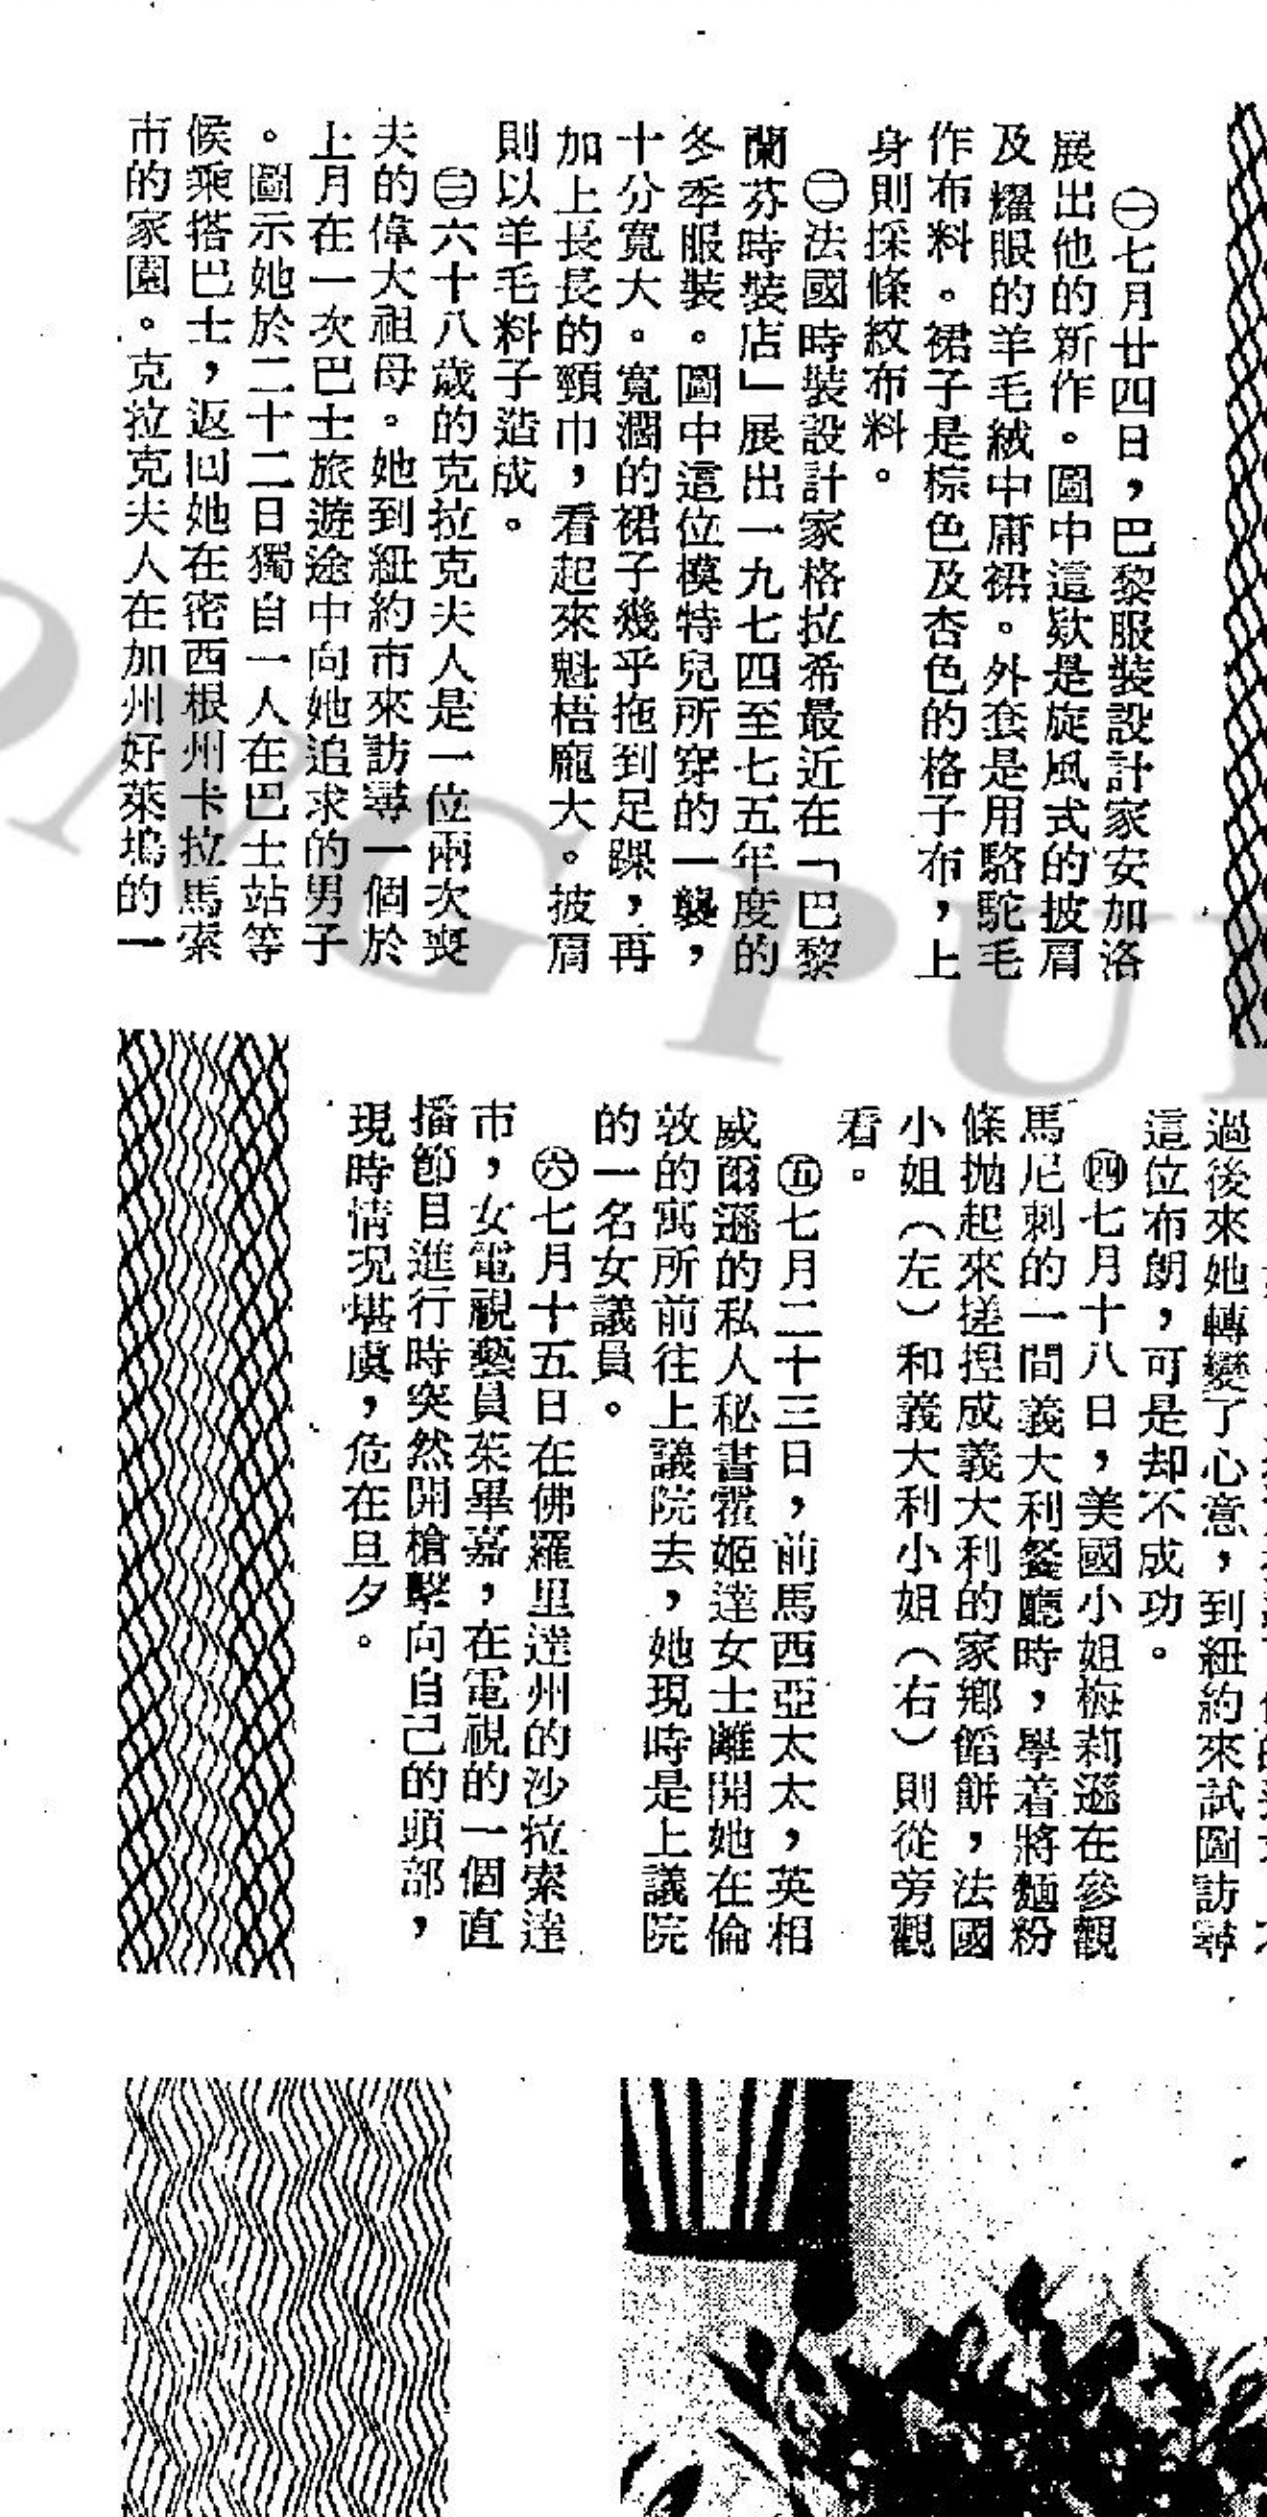 ㊀七月廿四日，巴黎服裝設計家安加洛
展出他的新作。圖中這欵是旋風式的披肩
及耀眼的羊毛絨中庸裙。外套是用駱駝毛
作布料。裙子是棕色及杏色的格子布，上
身則採條紋布料。
㊁法國時裝設計家格拉希最近在「巴黎
蘭芬時裝店」展出一九七四至七五年度的
冬季服裝。圖中這位模特兒所穿的一襲，
十分寬大。寬濶的裙子幾乎拖到足踝，再
加上長長的頸巾，看起來魁梧龐大。披肩
則以羊毛料子造成。
㊂六十八歲的克拉克夫人是一位兩次喪
夫的偉大祖母。她到紐約市來訪尋一個於
上月在一次巴士旅遊途中向她追求的男子
。圖示她於二十二日獨自一人在巴士站等
候乘搭巴士，返回她在密西根州卡拉馬索
市的家園。克拉克夫人在加州好萊塢的一
過後來她轉變了心意，到紐約來試圖訪尋
這位布朗，可是却不成功。
㊃七月十八日，美國小姐梅莉遜在參觀
馬尼刺的一間義大利餐廳時，學着將麵粉
條拋起來搓捏成義大利的家鄉餡餅，法國
小姐（左）和義大利小姐（右）則從旁觀
看。
㊄七月二十三日，前馬西亞太太，英相
威爾遜的私人秘書霍姬達女士離開她在倫
敦的寓所前往上議院去，她現時是上議院
的一名女議員。
㊅七月十五日在佛羅里達州的沙拉索達
市，女電視藝員茱畢嘉，在電視的一個直
播節目進行時突然開槍擊向自己的頭部，
現時情况堪虞，危在旦夕。
NG PU